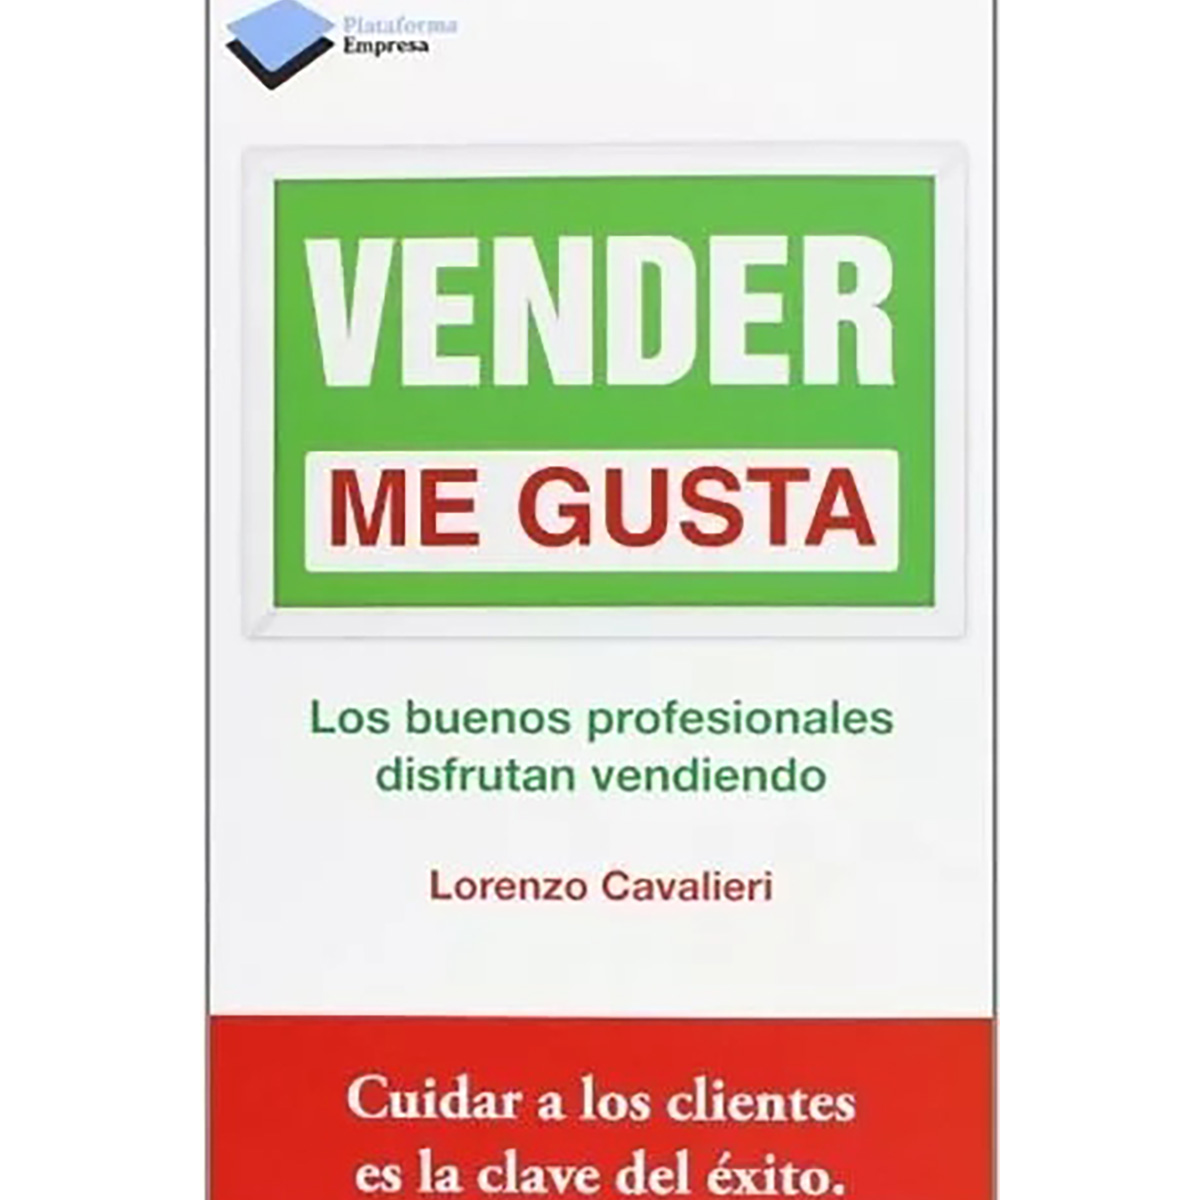 Plataforma
Empresa
VENDER
ME GUSTA
Los buenos profesionales
disfrutan vendiendo
Lorenzo Cavalieri
Cuidar a los clientes
es la clave del éxito.